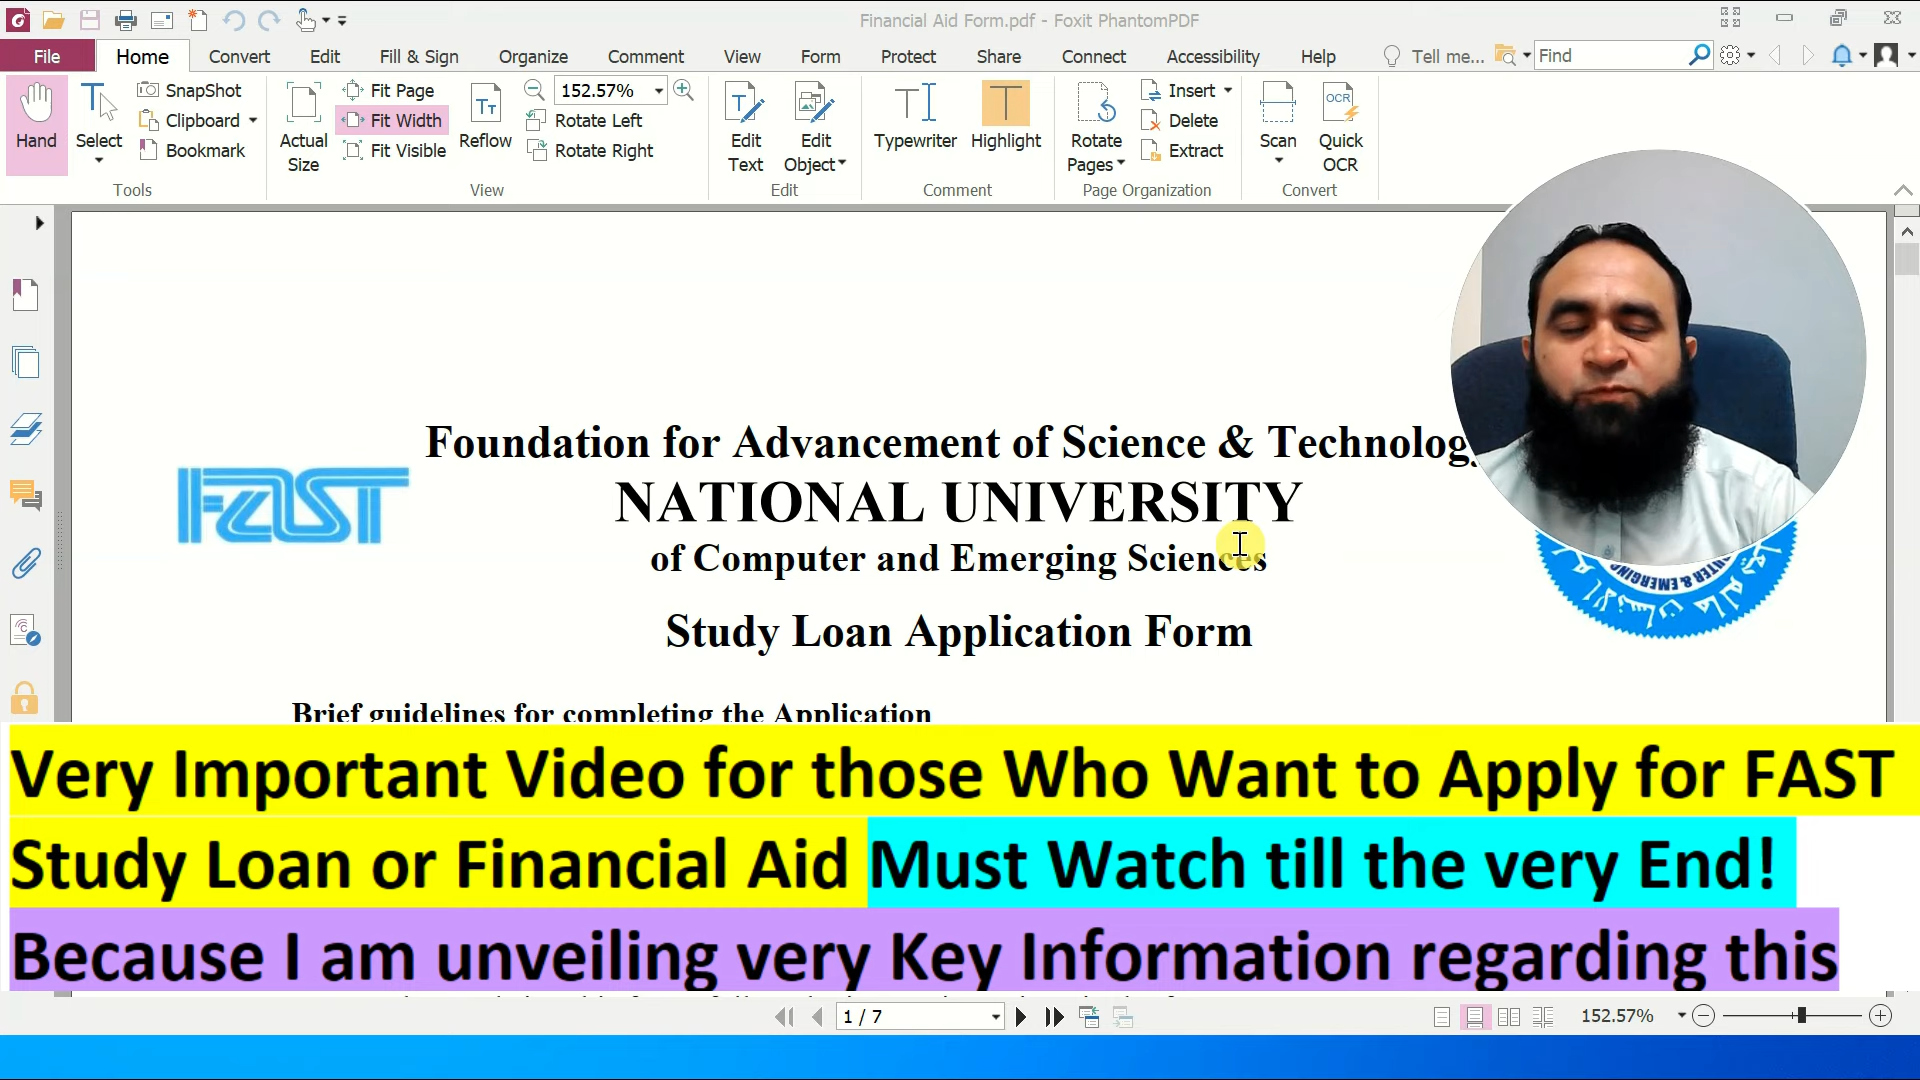 Financial Aid Form.pdf - Foxit PhantomPDF
File Home Convert Edit Fill & Sign Organize Comment View Form Protect Share Connect Accessibility Help Tell me... Find
Hand
Select
SnapShot
Clipboard
Bookmark
Tools
Actual Size
Fit Page
Fit Width
Fit Visible
Reflow
152.57%
Rotate Left
Rotate Right
View
Edit Text
Edit Object
Edit
Typewriter
Highlight
Comment
Rotate Pages
Insert
Delete
Extract
Page Organization
Scan
OCR
Quick OCR
Convert
FAST
Foundation for Advancement of Science & Technology
NATIONAL UNIVERSITY
of Computer and Emerging Sciences
Study Loan Application Form
Brief guidelines for completing the Application
Very Important Video for those Who Want to Apply for FAST
Study Loan or Financial Aid Must Watch till the very End!
Because I am unveiling very Key Information regarding this
1 / 7
152.57%